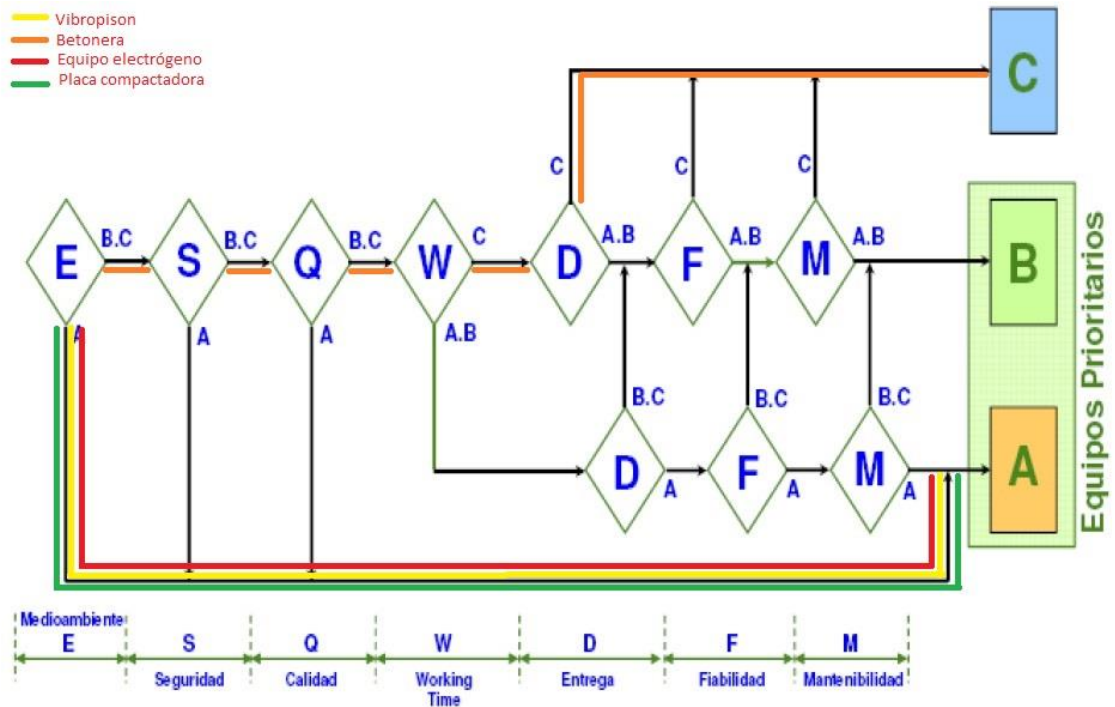 Vibropison
Betonera
Equipo electrógeno
Placa compactadora
C
C
C
C
E
B.C
S
B.C
Q
B.C
W
C
D
A.B
F
A.B
M
A.B
B
A
A
A
A.B
B.C
B.C
B.C
D
A
F
A
M
A
A
Equipos Prioritarios
Medioambiente
E
S
Q
W
D
F
M
Seguridad
Calidad
Working
Time
Entrega
Fiabilidad
Mantenibilidad